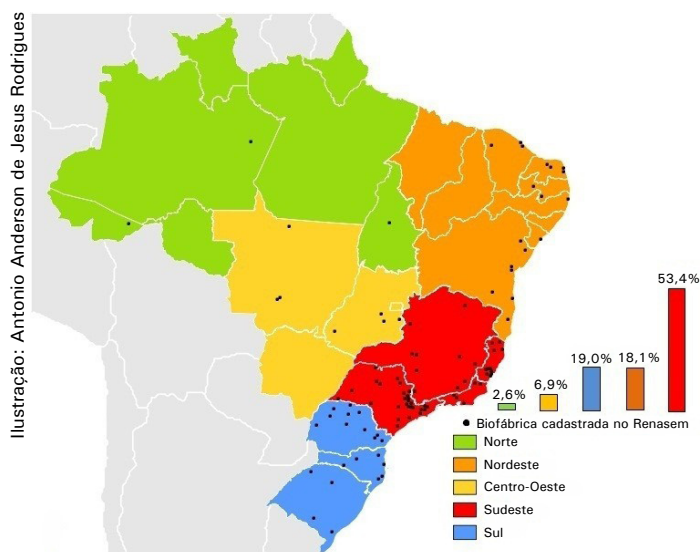 Ilustração: Antonio Anderson de Jesus Rodrigues
2,6%
6,9%
19,0%
18,1%
53,4%
Biofábrica cadastrada no Renasem
Norte
Nordeste
Centro-Oeste
Sudeste
Sul